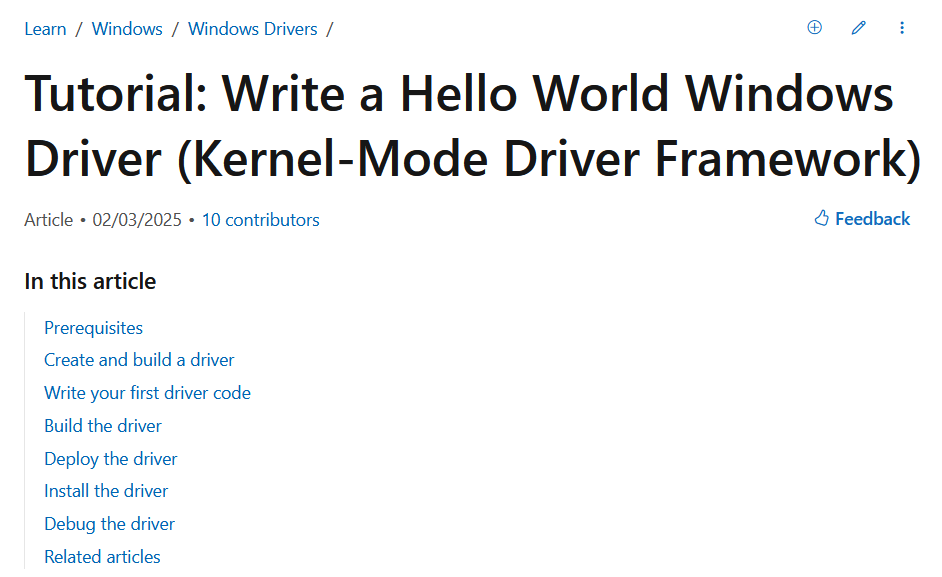 Learn / Windows / Windows Drivers /
Tutorial: Write a Hello World Windows
Driver (Kernel-Mode Driver Framework)
Article • 02/03/2025 • 10 contributors
Feedback
In this article
Prerequisites
Create and build a driver
Write your first driver code
Build the driver
Deploy the driver
Install the driver
Debug the driver
Related articles